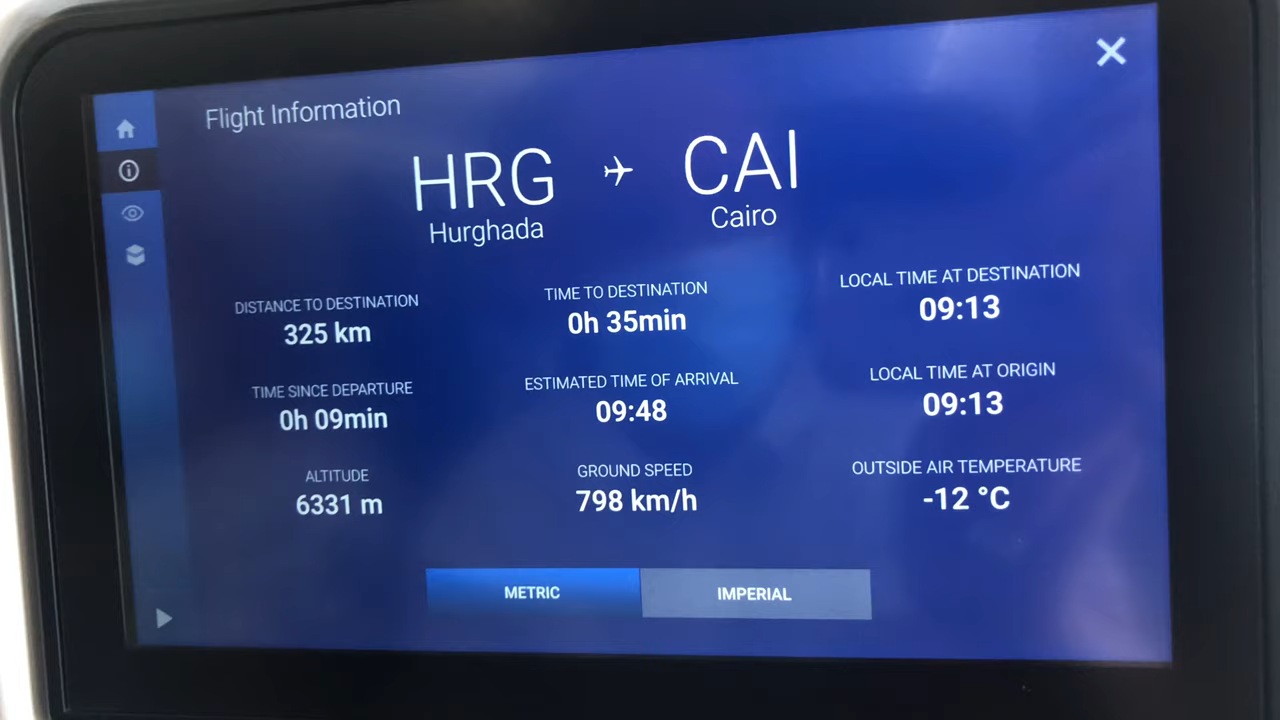 Flight Information
HRG CAI
Hurghada Cairo
DISTANCE TO DESTINATION
325 km
TIME TO DESTINATION
0h 35min
LOCAL TIME AT DESTINATION
09:13
TIME SINCE DEPARTURE
0h 09min
ESTIMATED TIME OF ARRIVAL
09:48
LOCAL TIME AT ORIGIN
09:13
ALTITUDE
6331 m
GROUND SPEED
798 km/h
OUTSIDE AIR TEMPERATURE
-12 °C
METRIC IMPERIAL